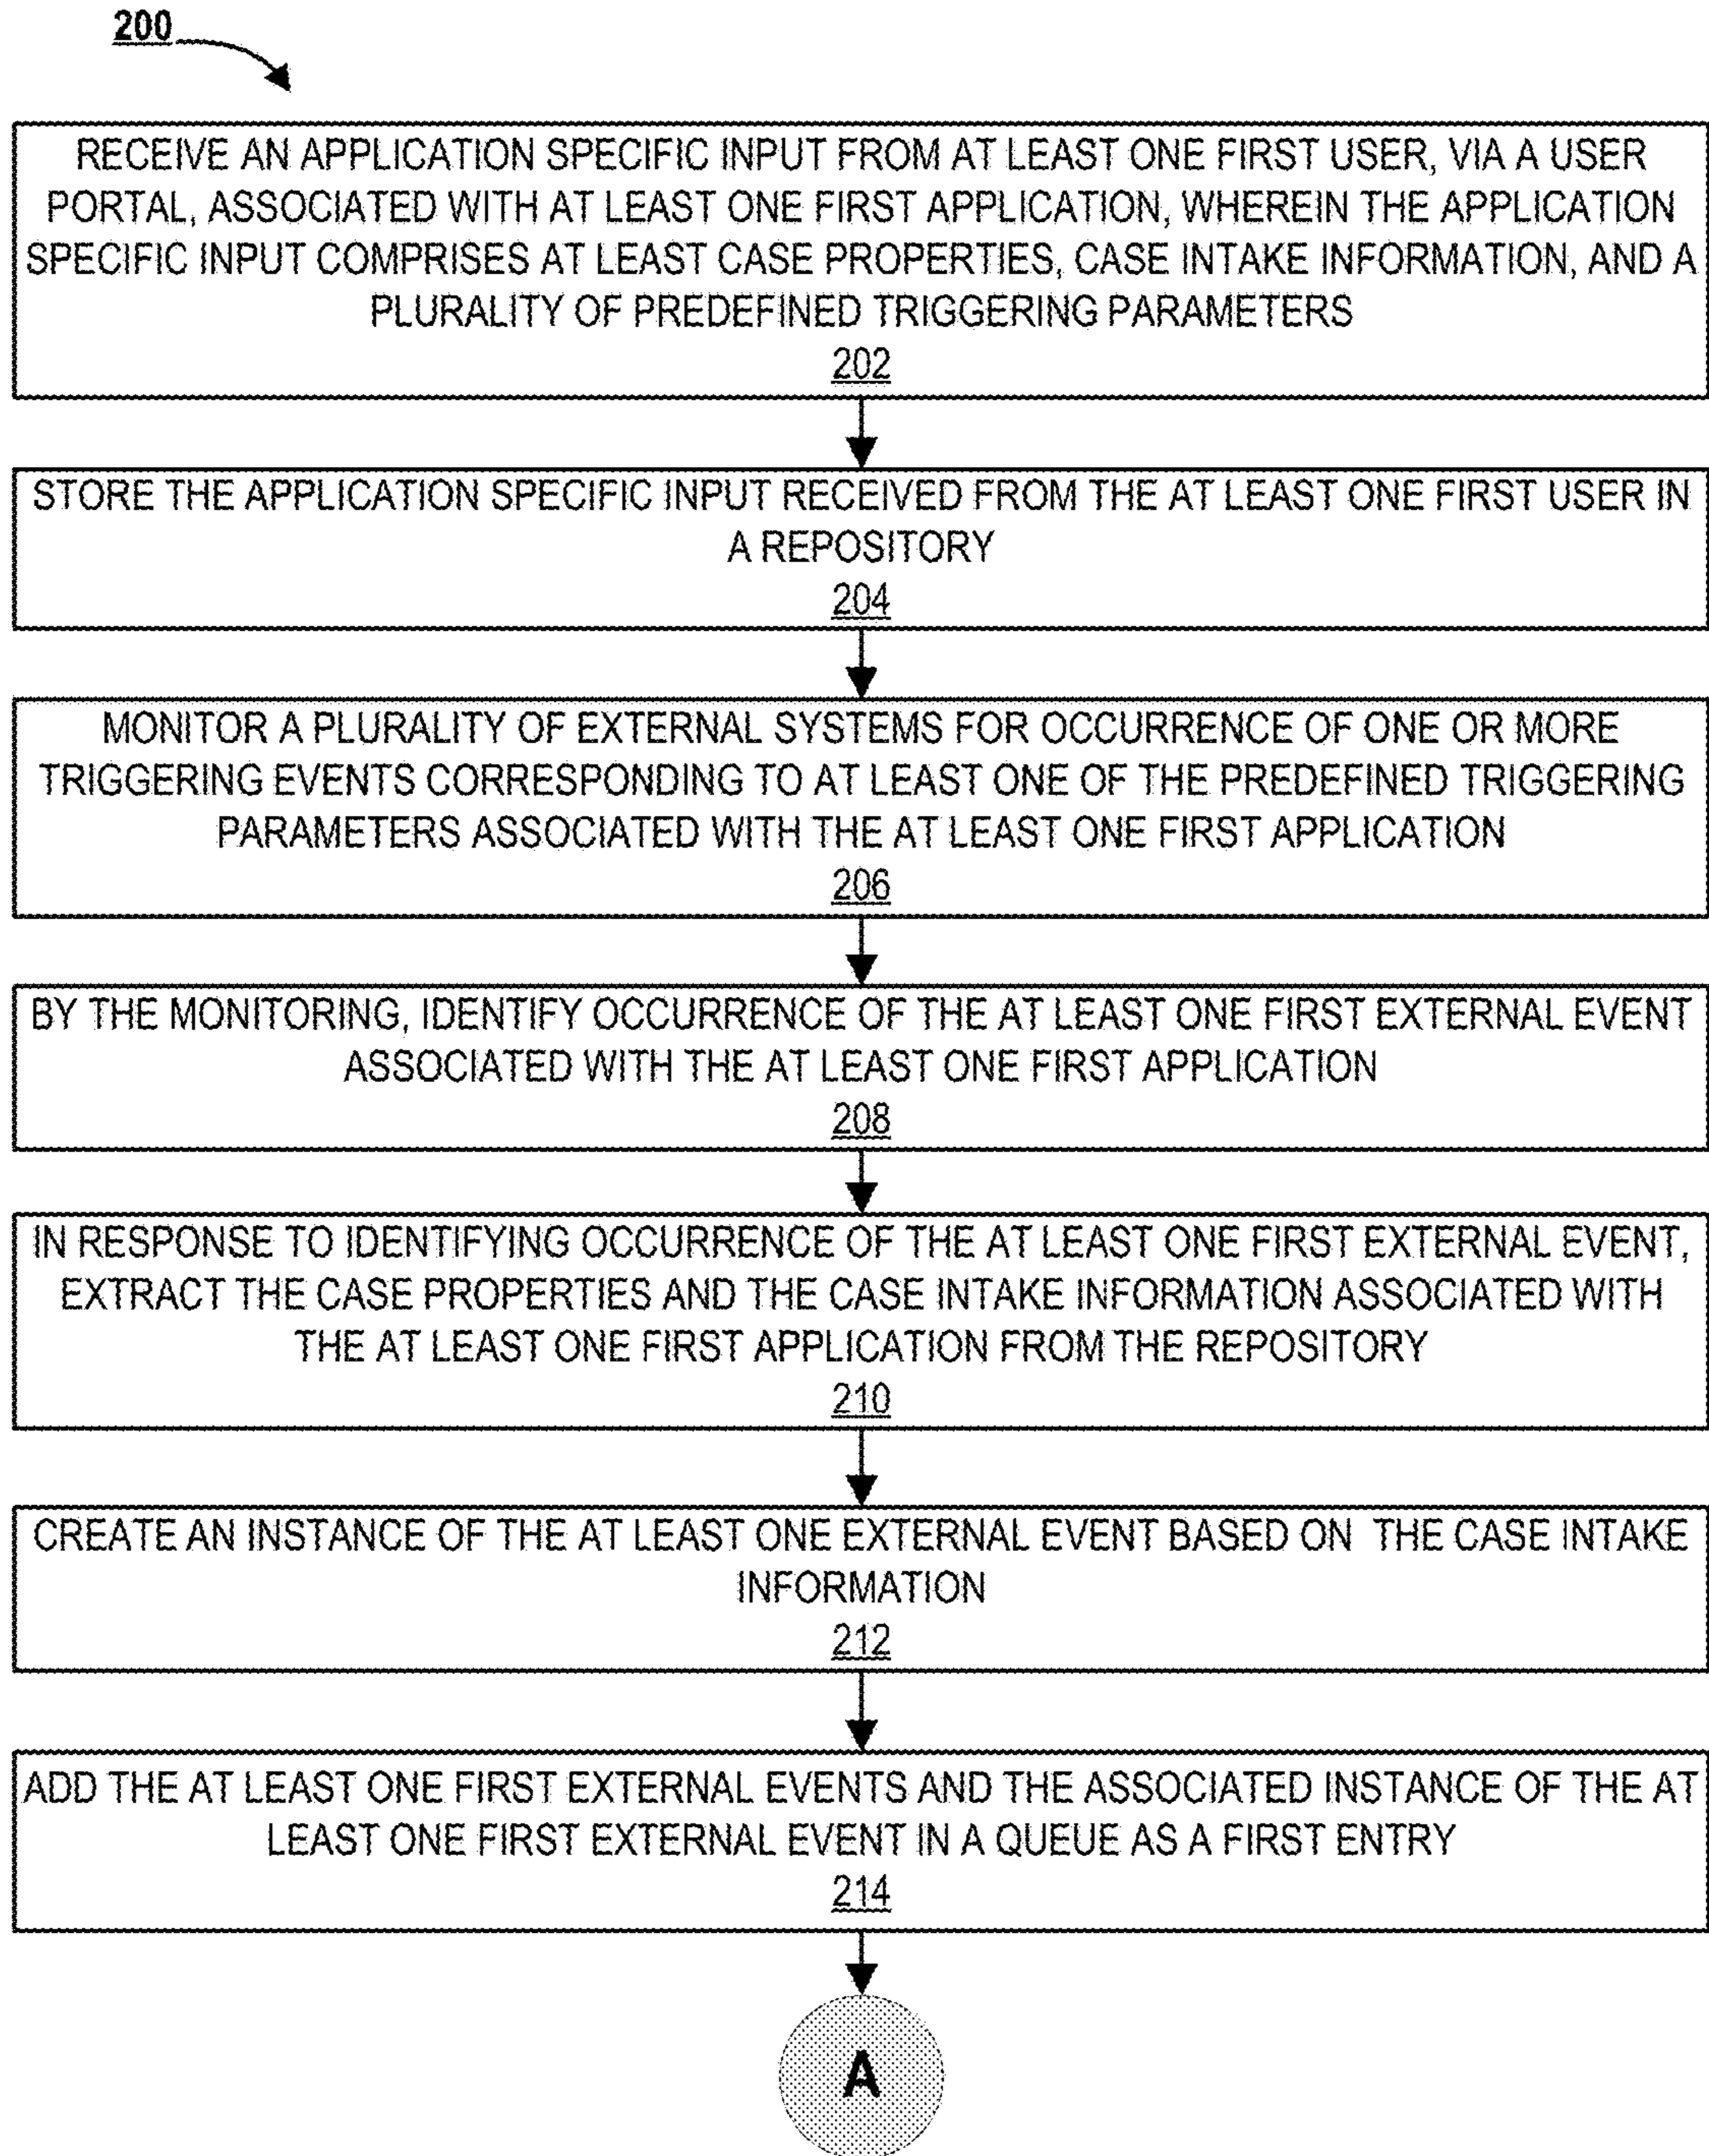 200
RECEIVE AN APPLICATION SPECIFIC INPUT FROM AT LEAST ONE FIRST USER, VIA A USER
PORTAL, ASSOCIATED WITH AT LEAST ONE FIRST APPLICATION, WHEREIN THE APPLICATION
SPECIFIC INPUT COMPRISES AT LEAST CASE PROPERTIES, CASE INTAKE INFORMATION, AND A
PLURALITY OF PREDEFINED TRIGGERING PARAMETERS
202
STORE THE APPLICATION SPECIFIC INPUT RECEIVED FROM THE AT LEAST ONE FIRST USER IN
A REPOSITORY
204
MONITOR A PLURALITY OF EXTERNAL SYSTEMS FOR OCCURRENCE OF ONE OR MORE
TRIGGERING EVENTS CORRESPONDING TO AT LEAST ONE OF THE PREDEFINED TRIGGERING
PARAMETERS ASSOCIATED WITH THE AT LEAST ONE FIRST APPLICATION
206
BY THE MONITORING, IDENTIFY OCCURRENCE OF THE AT LEAST ONE FIRST EXTERNAL EVENT
ASSOCIATED WITH THE AT LEAST ONE FIRST APPLICATION
208
IN RESPONSE TO IDENTIFYING OCCURRENCE OF THE AT LEAST ONE FIRST EXTERNAL EVENT,
EXTRACT THE CASE PROPERTIES AND THE CASE INTAKE INFORMATION ASSOCIATED WITH
THE AT LEAST ONE FIRST APPLICATION FROM THE REPOSITORY
210
CREATE AN INSTANCE OF THE AT LEAST ONE EXTERNAL EVENT BASED ON THE CASE INTAKE
INFORMATION
212
ADD THE AT LEAST ONE FIRST EXTERNAL EVENTS AND THE ASSOCIATED INSTANCE OF THE AT
LEAST ONE FIRST EXTERNAL EVENT IN A QUEUE AS A FIRST ENTRY
214
A